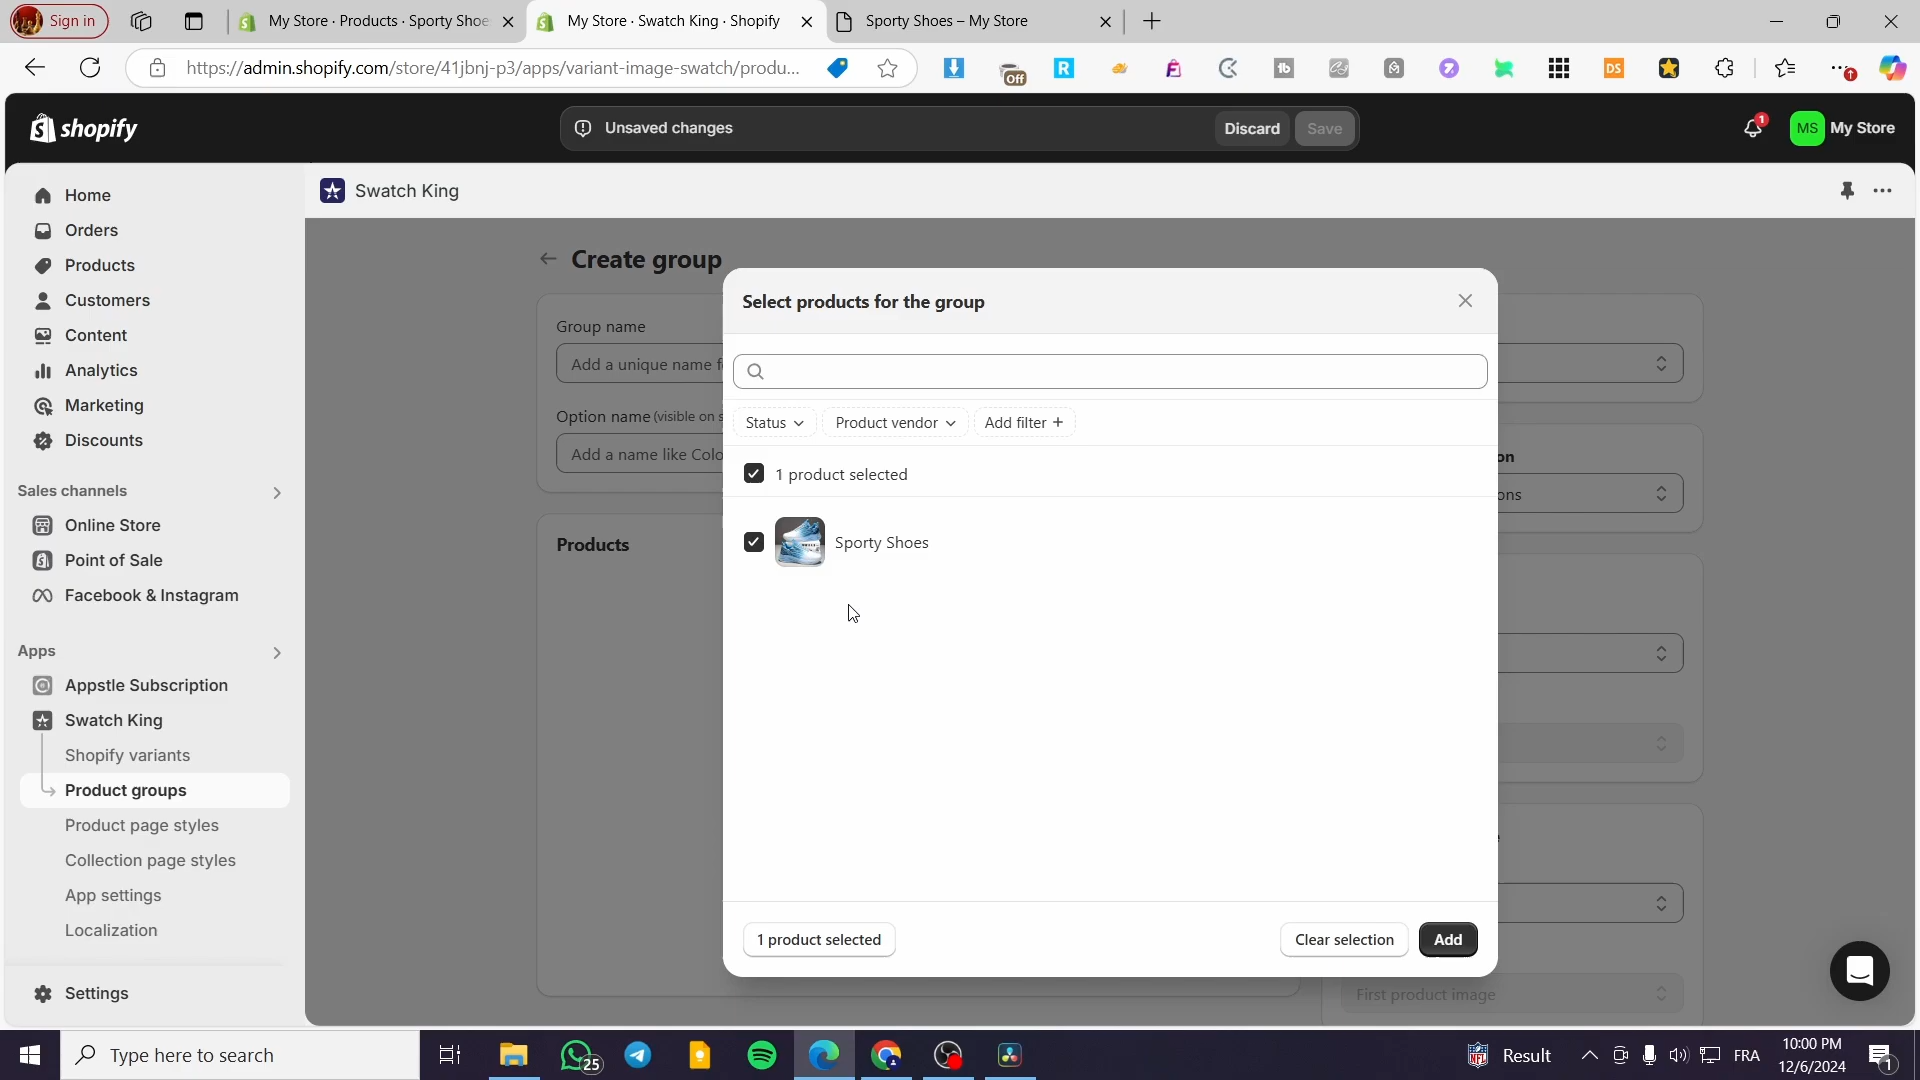 Sign in
My Store · Products · Sporty Shoe
My Store · Swatch King · Shopify
Sporty Shoes – My Store
https://admin.shopify.com/store/41jbnj-p3/apps/variant-image-swatch/produ...
Off
shopify
Unsaved changes
Discard
Save
1
MS
My Store
Home
Orders
Products
Customers
Content
Analytics
Marketing
Discounts
Sales channels
Online Store
Point of Sale
Facebook & Instagram
Apps
Appstle Subscription
Swatch King
Shopify variants
Product groups
Product page styles
Collection page styles
App settings
Localization
Settings
Swatch King
Create group
Group name
Add a unique name f
Option name (visible on s
Add a name like Colo
Products
on
ons
First product image
Select products for the group
Status
Product vendor
Add filter +
1 product selected
Sporty Shoes
1 product selected
Clear selection
Add
Type here to search
25
Result
FRA
10:00 PM
12/6/2024
1